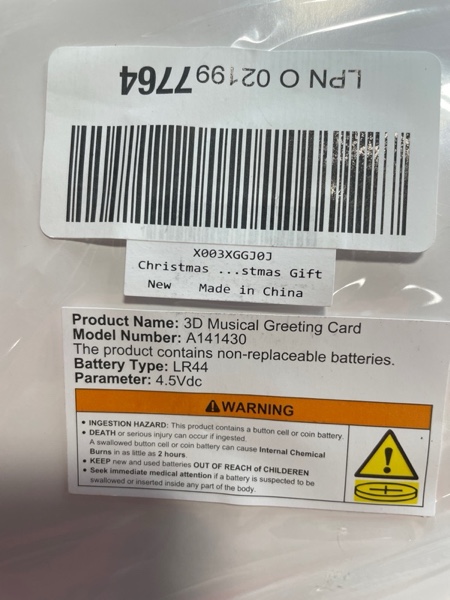 LPN O 02199 7764
X003XGGJ0J
Christmas ...stmas Gift
New Made in China
Product Name: 3D Musical Greeting Card
Model Number: A141430
The product contains non-replaceable batteries.
Battery Type: LR44
Parameter: 4.5Vdc
WARNING
• INGESTION HAZARD: This product contains a button cell or coin battery.
• DEATH or serious injury can occur if ingested.
A swallowed button cell or coin battery can cause Internal Chemical
Burns in as little as 2 hours.
• KEEP new and used batteries OUT OF REACH of CHILDEREN
• Seek immediate medical attention if a battery is suspected to be
swallowed or inserted inside any part of the body.